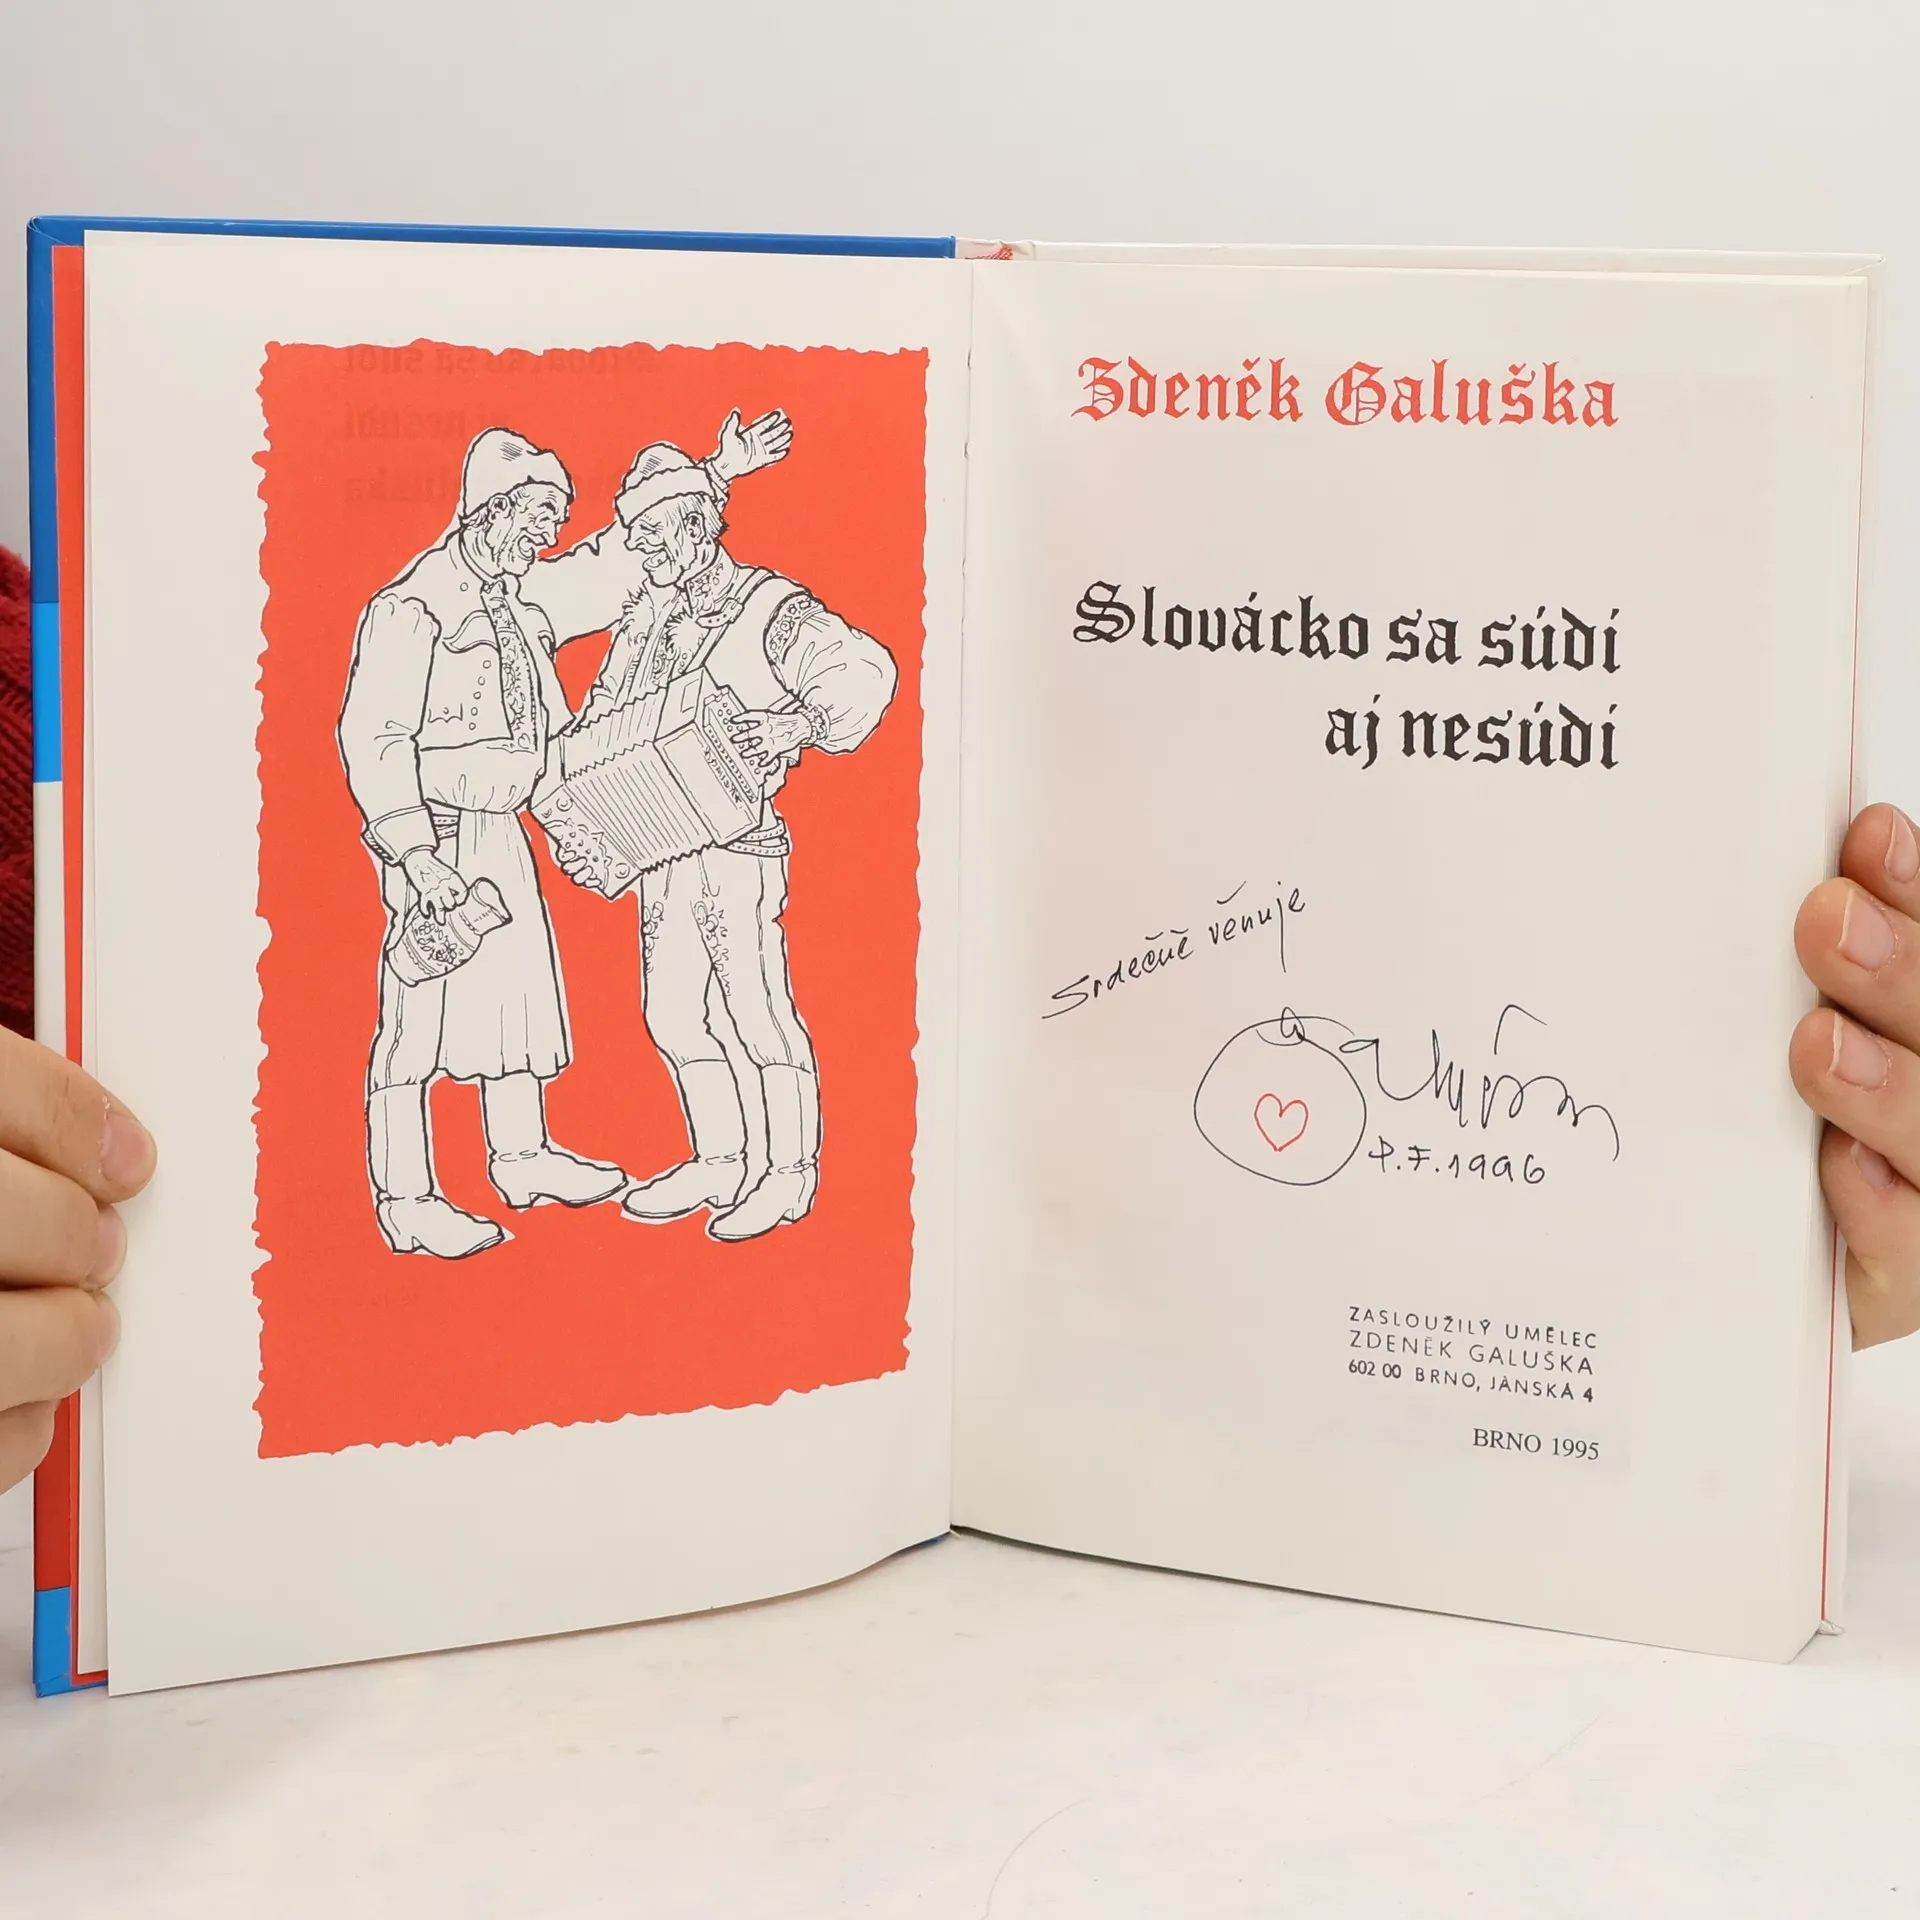 Zdeněk Galuška
Slovácko sa súdí
aj nesúdí
Srdečně věnuje
Galuška
P.F. 1996
ZASLOUŽILÝ UMĚLEC
ZDENĚK GALUŠKA
602 00 BRNO, JÁNSKÁ 4
BRNO 1995